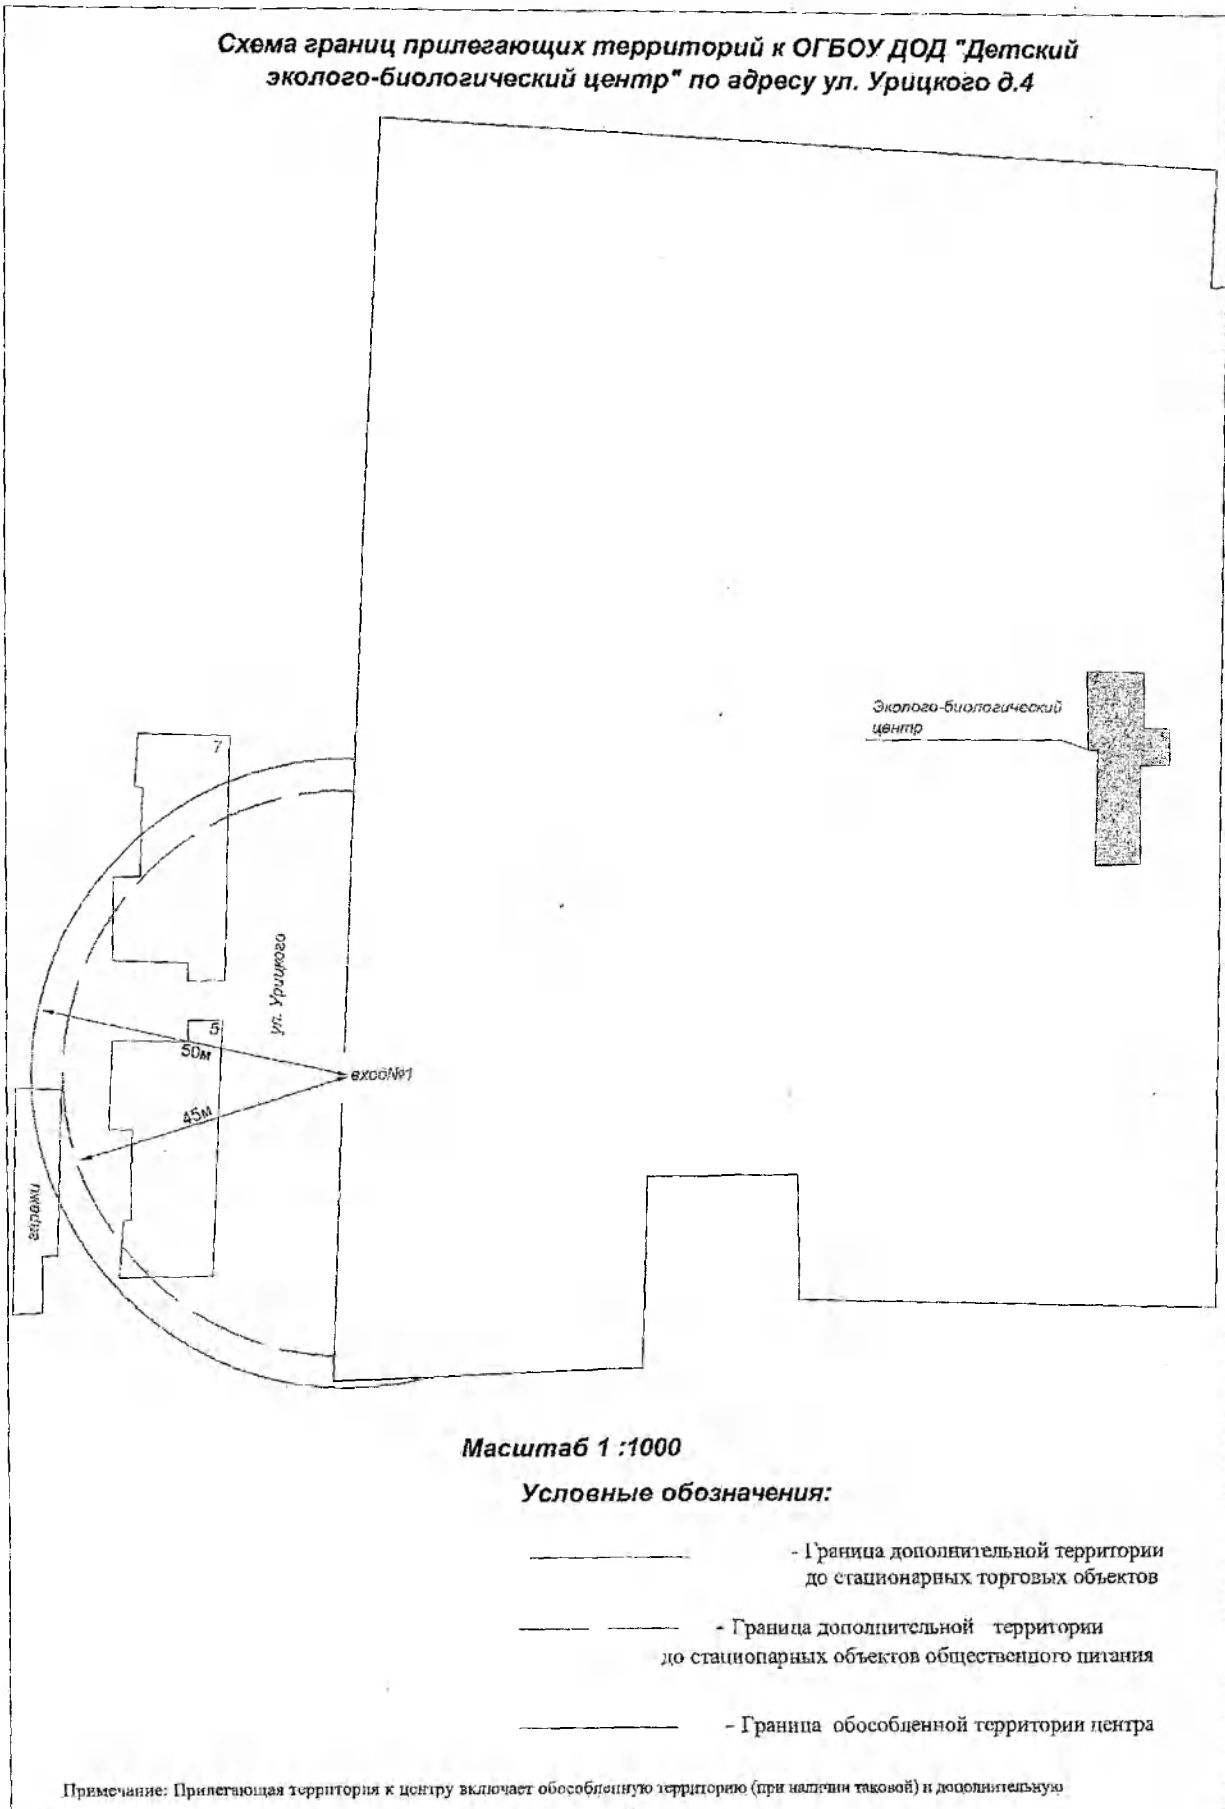 Схема границ прилегающих территорий к ОГБОУ ДОД "Детский
эколого-биологический центр" по адресу ул. Урицкого д.4
Эколого-биологический
центр
7
ул. Урицкого
5
50м
вход№1
45м
гаражи
Масштаб 1 :1000
Условные обозначения:
- Граница дополнительной территории
до стационарных торговых объектов
- Граница дополнительной территории
до стационарных объектов общественного питания
- Граница обособленной территории центра
Примечание: Прилегающая территория к центру включает обособленную территорию (при наличии таковой) и дополнительную